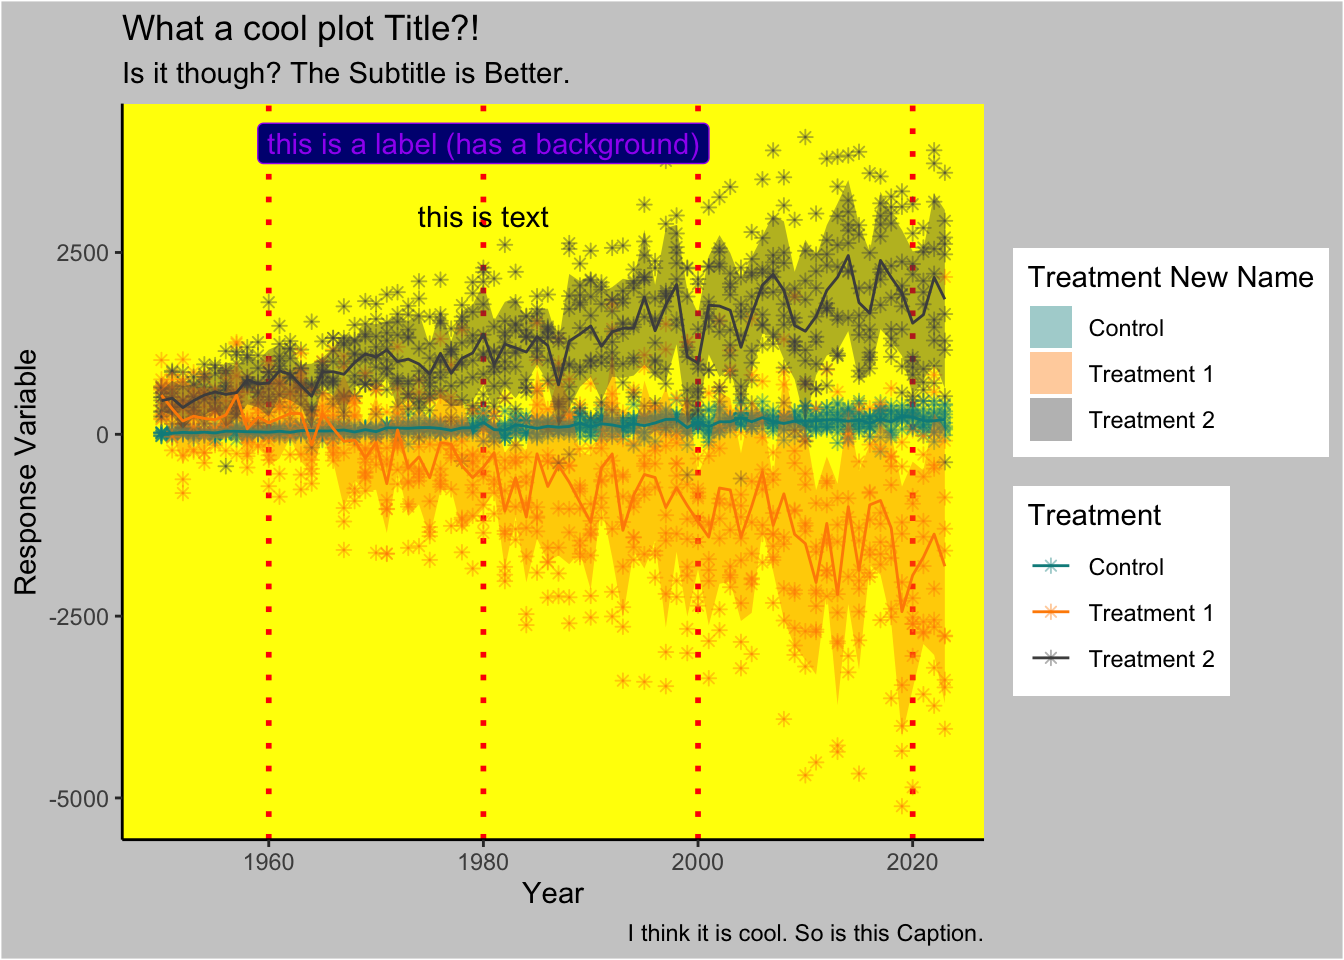 What a cool plot Title?!
Is it though? The Subtitle is Better.
this is a label (has a background)
this is text
Response Variable
2500
0
-2500
-5000
1960 1980 2000 2020
Year
I think it is cool. So is this Caption.
Treatment New Name
Control
Treatment 1
Treatment 2
Treatment
Control
Treatment 1
Treatment 2